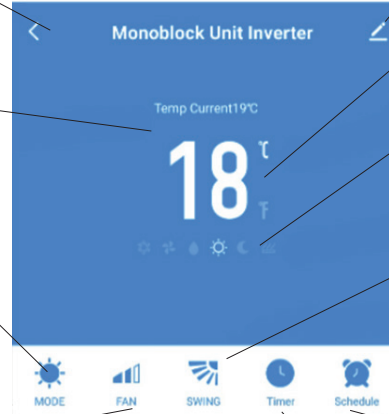 Monoblock Unit Inverter
Temp Current19℃
18
℃
℉
MODE FAN SWING Timer Schedule